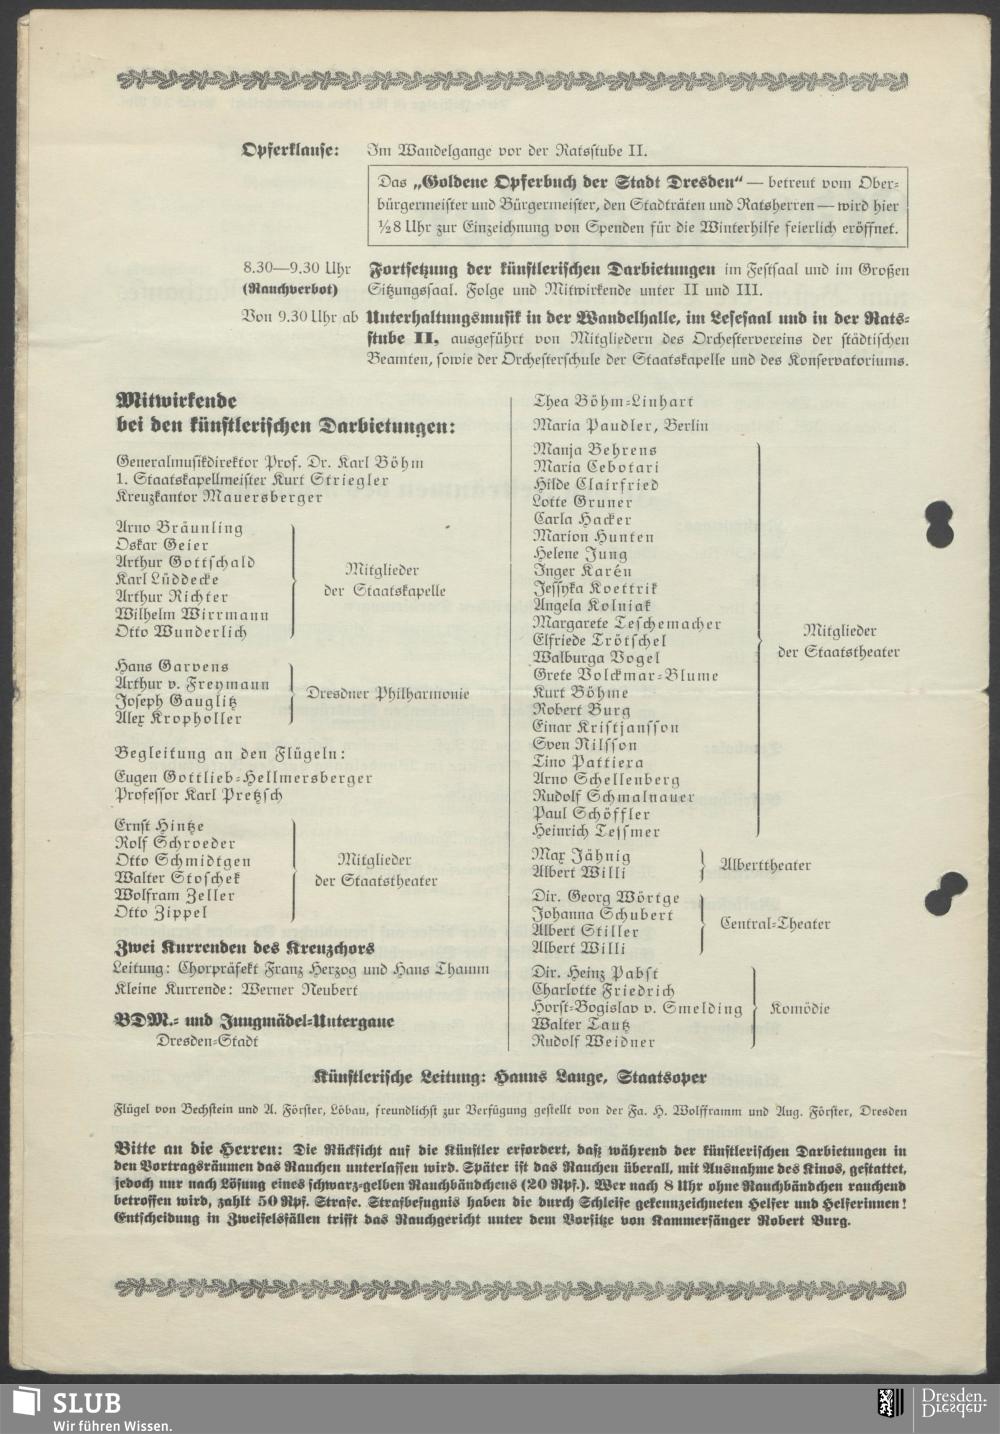 Opferklause: Im Wandelgange vor der Ratsstube II.
Das „Goldene Opferbuch der Stadt Dresden“ — betreut vom Ober-
bürgermeister und Bürgermeister, den Stadträten und Ratsherren — wird hier
½8 Uhr zur Einzeichnung von Spenden für die Winterhilfe feierlich eröffnet.
8.30—9.30 Uhr Fortsetzung der künstlerischen Darbietungen im Festsaal und im Großen
(Rauchverbot) Sitzungssaal. Folge und Mitwirkende unter II und III.
Von 9.30 Uhr ab Unterhaltungsmusik in der Wandelhalle, im Lesesaal und in der Rats-
stube II, ausgeführt von Mitgliedern des Orchestervereins der städtischen
Beamten, sowie der Orchesterschule der Staatskapelle und des Konservatoriums.
Mitwirkende
bei den künstlerischen Darbietungen:
Generalmusikdirektor Prof. Dr. Karl Böhm
1. Staatskapellmeister Kurt Striegler
Kreuzkantor Mauersberger
Arno Bräunling
Oskar Geier
Arthur Gottschald
Karl Lüddecke
Arthur Richter
Wilhelm Wirrmann
Otto Wunderlich
Mitglieder
der Staatskapelle
Hans Garvens
Arthur v. Freymann
Joseph Gauglitz
Alex Kropholler
Dresdner Philharmonie
Begleitung an den Flügeln:
Eugen Gottlieb-Hellmersberger
Professor Karl Pretzsch
Ernst Hintze
Rolf Schroeder
Otto Schmidtgen
Walter Stoschek
Wolfram Zeller
Otto Zippel
Mitglieder
der Staatstheater
Zwei Kurrenden des Kreuzchors
Leitung: Chorpräfekt Franz Herzog und Hans Thamm
Kleine Kurrende: Werner Neubert
BDM.- und Jungmädel-Untergaue
Dresden-Stadt
Thea Böhm-Linhart
Maria Paudler, Berlin
Manja Behrens
Maria Cebotari
Hilde Clairfried
Lotte Gruner
Carla Hacker
Marion Hunten
Helene Jung
Inger Karén
Jessyka Koettrik
Angela Kolniak
Margarete Teschemacher
Elfriede Trötschel
Walburga Vogel
Grete Volckmar-Blume
Kurt Böhme
Robert Burg
Einar Kristjansson
Sven Nilsson
Tino Pattiera
Arno Schellenberg
Rudolf Schmalnauer
Paul Schöffler
Heinrich Tessmer
Mitglieder
der Staatstheater
Max Jähnig
Albert Willi
Alberttheater
Dir. Georg Wörtge
Johanna Schubert
Albert Stiller
Albert Willi
Central-Theater
Dir. Heinz Pabst
Charlotte Friedrich
Horst-Bogislav v. Smelding
Walter Tautz
Rudolf Weidner
Komödie
Künstlerische Leitung: Hanns Lange, Staatsoper
Flügel von Bechstein und A. Förster, Löbau, freundlichst zur Verfügung gestellt von der Fa. H. Wolfframm und Aug. Förster, Dresden
Bitte an die Herren: Die Rücksicht auf die Künstler erfordert, daß während der künstlerischen Darbietungen in
den Vortragsräumen das Rauchen unterlassen wird. Später ist das Rauchen überall, mit Ausnahme des Kinos, gestattet,
jedoch nur nach Lösung eines schwarz-gelben Rauchbändchens (20 Rpf.). Wer nach 8 Uhr ohne Rauchbändchen rauchend
betroffen wird, zahlt 50 Rpf. Strafe. Strafbefugnis haben die durch Schleife gekennzeichneten Helfer und Helferinnen!
Entscheidung in Zweifelsfällen trifft das Rauchgericht unter dem Vorsitze von Kammersänger Robert Burg.
SLUB
Wir führen Wissen.
Dresden.
Dresden.